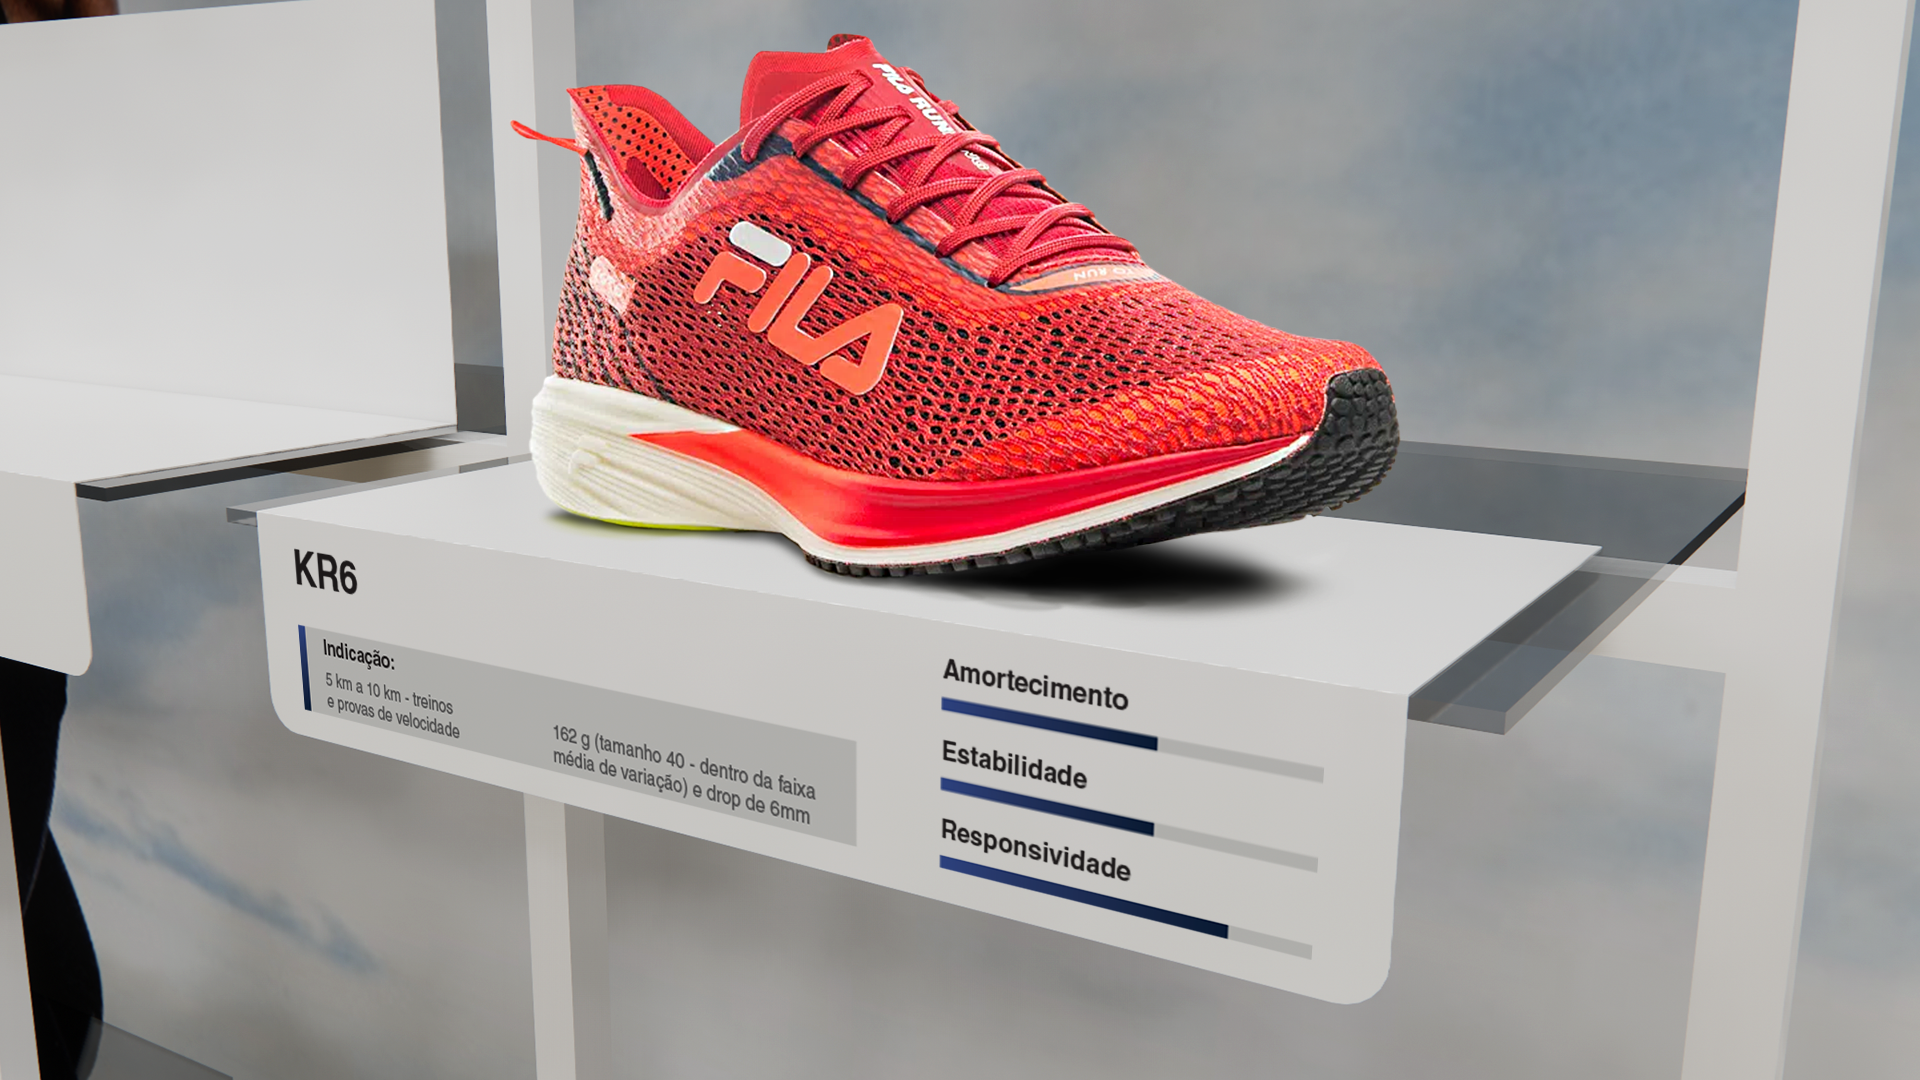 FILA RUN
FILA
RUN
KR6
Indicação:
5 km a 10 km - treinos
e provas de velocidade
162 g (tamanho 40 - dentro da faixa
média de variação) e drop de 6mm
Amortecimento
Estabilidade
Responsividade